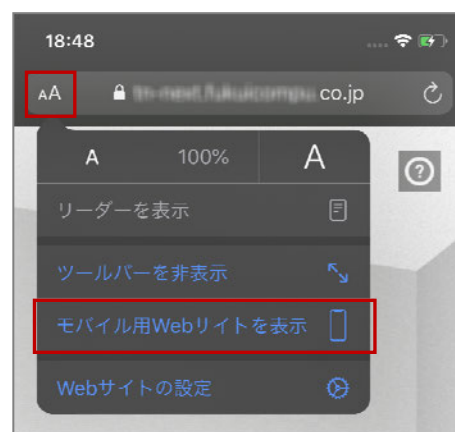 18:48
AA co.jp
A 100% A
リーダーを表示
ツールバーを非表示
モバイル用Webリイトを表示
Webサイトの設定